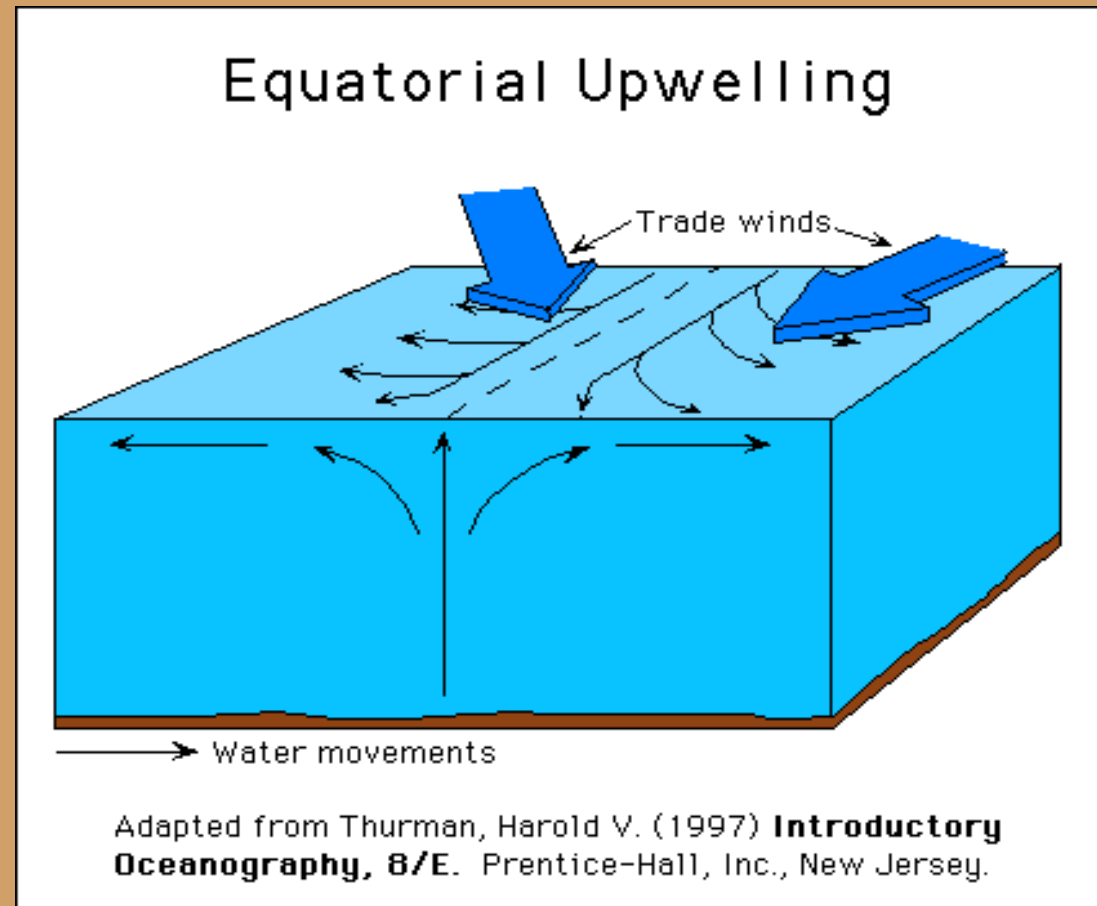 Equatorial Upwelling
Trade winds
Water movements
Adapted from Thurman, Harold V. (1997) Introductory
Oceanography, 8/E. Prentice-Hall, Inc., New Jersey.